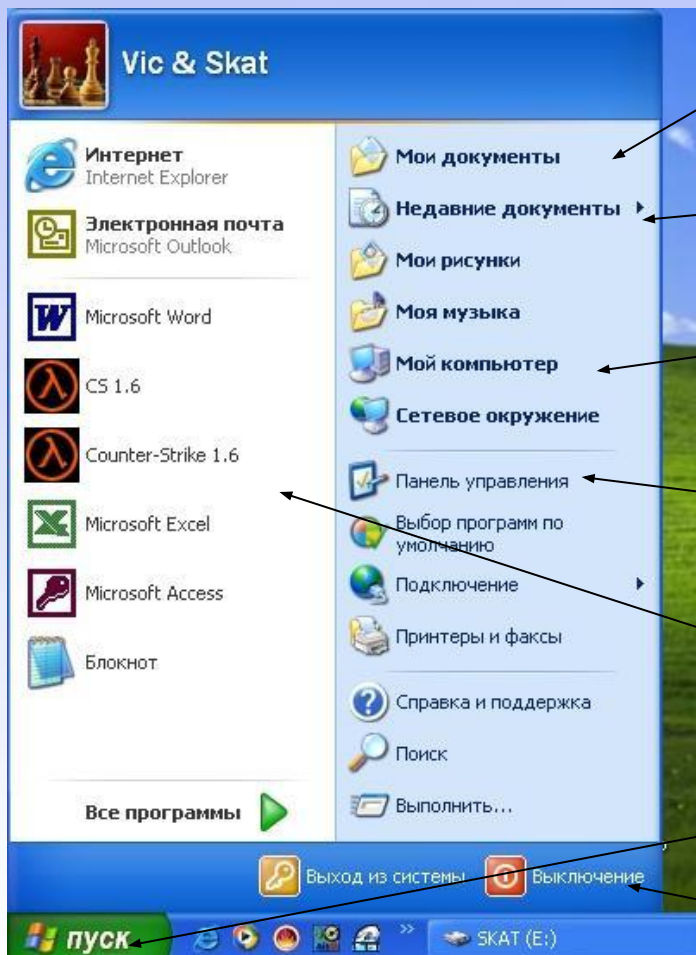 Vic & Skat
Интернет
Internet Explorer
Электронная почта
Microsoft Outlook
Microsoft Word
CS 1.6
Counter-Strike 1.6
Microsoft Excel
Microsoft Access
Блокнот
Все программы
Мои документы
Недавние документы
Мои рисунки
Моя музыка
Мой компьютер
Сетевое окружение
Панель управления
Выбор программ по
умолчанию
Подключение
Принтеры и факсы
Справка и поддержка
Поиск
Выполнить...
Выход из системы
Выключение
пуск
SKAT (E:)